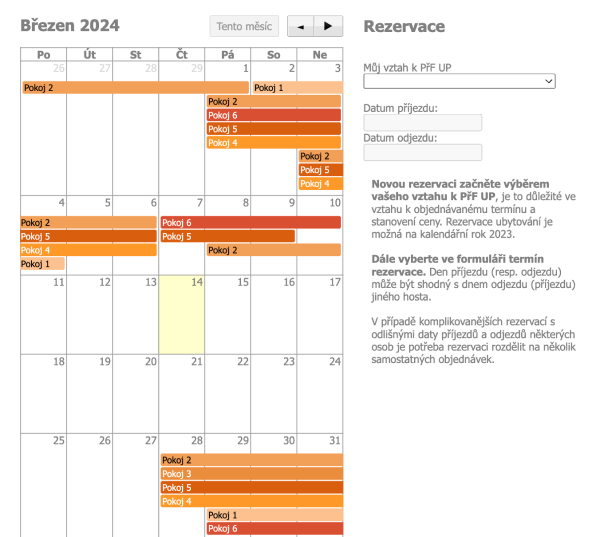 Březen 2024
Tento měsíc
◄ ►
Po Út St Čt Pá So Ne
26 27 28 29 1 2 3
Pokoj 2
Pokoj 1
Pokoj 2
Pokoj 6
Pokoj 5
Pokoj 4
Pokoj 2
Pokoj 5
Pokoj 4
4 5 6 7 8 9 10
Pokoj 2 Pokoj 6
Pokoj 5 Pokoj 5
Pokoj 4 Pokoj 2
Pokoj 1
11 12 13 14 15 16 17
18 19 20 21 22 23 24
25 26 27 28 29 30 31
Pokoj 2
Pokoj 3
Pokoj 5
Pokoj 4
Pokoj 1
Pokoj 6
Rezervace
Můj vztah k PřF UP
Datum příjezdu:
Datum odjezdu:
Novou rezervaci začněte výběrem
vašeho vztahu k PřF UP, je to důležité ve
vztahu k objednávanému termínu a
stanovení ceny. Rezervace ubytování je
možná na kalendářní rok 2023.
Dále vyberte ve formuláři termín
rezervace. Den příjezdu (resp. odjezdu)
může být shodný s dnem odjezdu (příjezdu)
jiného hosta.
V případě komplikovanějších rezervací s
odlišnými daty příjezdů a odjezdů některých
osob je potřeba rezervaci rozdělit na několik
samostatných objednávek.